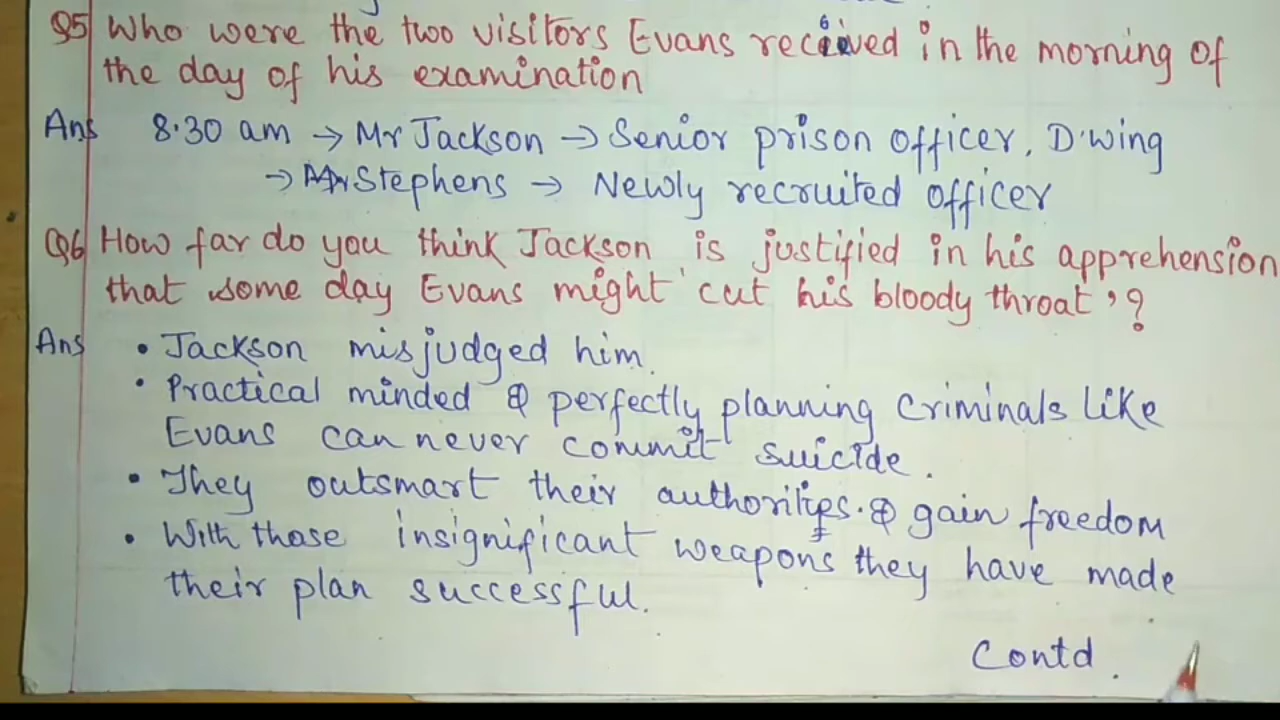 Q5 Who were the two visitors Evans recieved in the morning of
the day of his examination
Ans 8.30 am → Mr Jackson → Senior prison officer, D'wing
→ Mr Stephens → Newly recruited officer
Q6 How far do you think Jackson is justified in his apprehension
that some day Evans might 'cut his bloody throat'?
Ans • Jackson misjudged him.
• Practical minded & perfectly planning criminals like
Evans can never commit suicide.
• They outsmart their authorities. & gain freedom
• With those insignificant weapons they have made
their plan successful.
Contd.